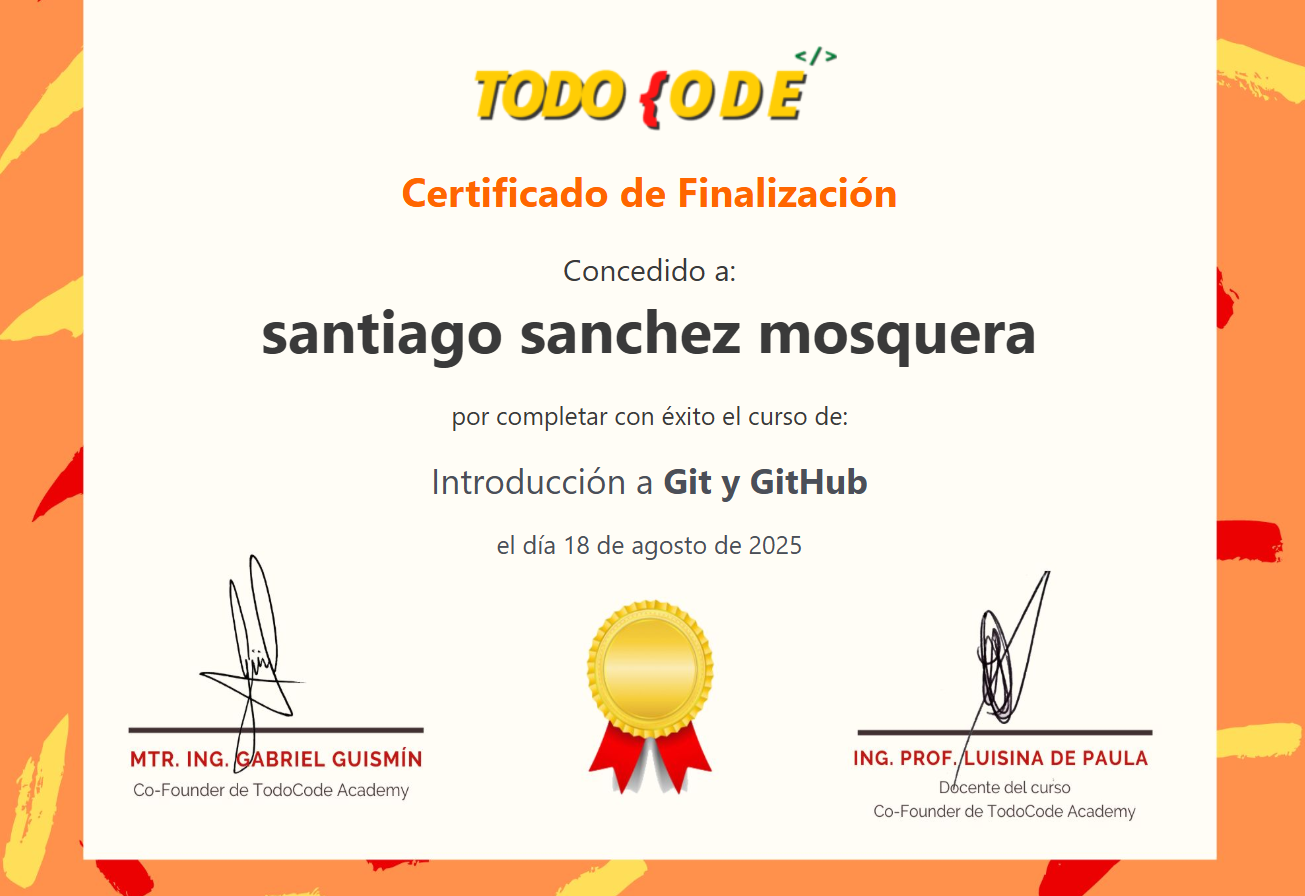 TODO {ODE </>
Certificado de Finalización
Concedido a:
santiago sanchez mosquera
por completar con éxito el curso de:
Introducción a Git y GitHub
el día 18 de agosto de 2025
MTR. ING. GABRIEL GUISMÍN
Co-Founder de TodoCode Academy
ING. PROF. LUISINA DE PAULA
Docente del curso
Co-Founder de TodoCode Academy